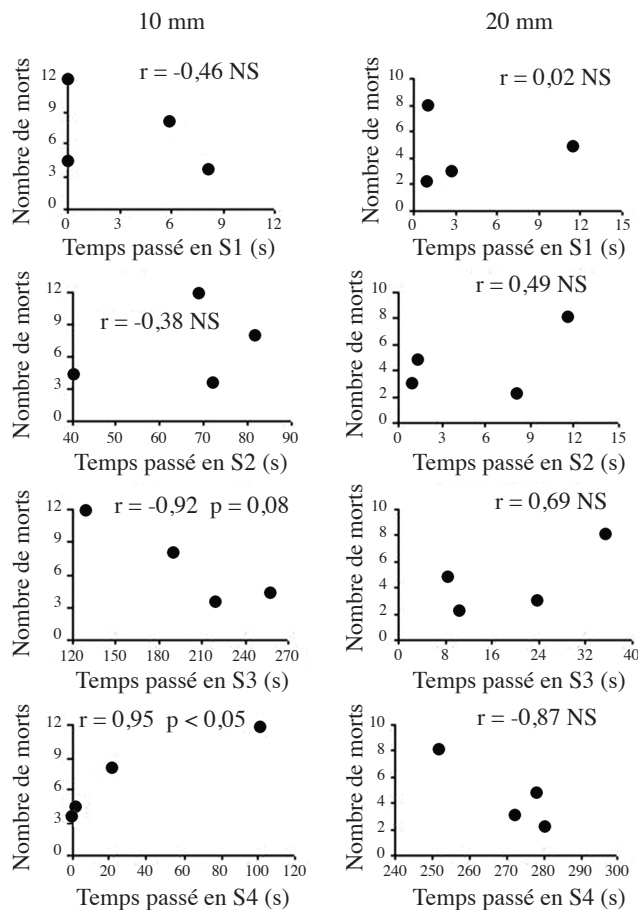 10 mm
20 mm
Nombre de morts
12
9
6
3
0
r = -0,46 NS
0 3 6 9 12
Temps passé en S1 (s)
Nombre de morts
10
8
6
4
2
0
r = 0,02 NS
0 3 6 9 12 15
Temps passé en S1 (s)
Nombre de morts
12
9
6
3
0
r = -0,38 NS
40 50 60 70 80 90
Temps passé en S2 (s)
Nombre de morts
10
8
6
4
2
0
r = 0,49 NS
0 3 6 9 12 15
Temps passé en S2 (s)
Nombre de morts
12
9
6
3
0
r = -0,92 p = 0,08
120 150 180 210 240 270
Temps passé en S3 (s)
Nombre de morts
10
8
6
4
2
0
r = 0,69 NS
0 8 16 24 32 40
Temps passé en S3 (s)
Nombre de morts
12
9
6
3
0
r = 0,95 p < 0,05
0 20 40 60 80 100 120
Temps passé en S4 (s)
Nombre de morts
10
8
6
4
2
0
r = -0,87 NS
240 250 260 270 280 290 300
Temps passé en S4 (s)